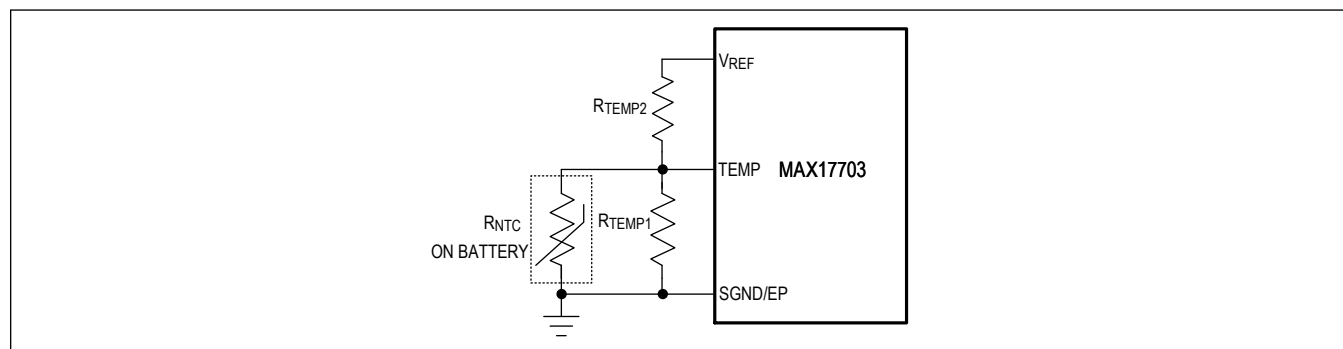 VREF
RTEMP2
TEMP
MAX17703
RNTC
ON BATTERY
RTEMP1
SGND/EP